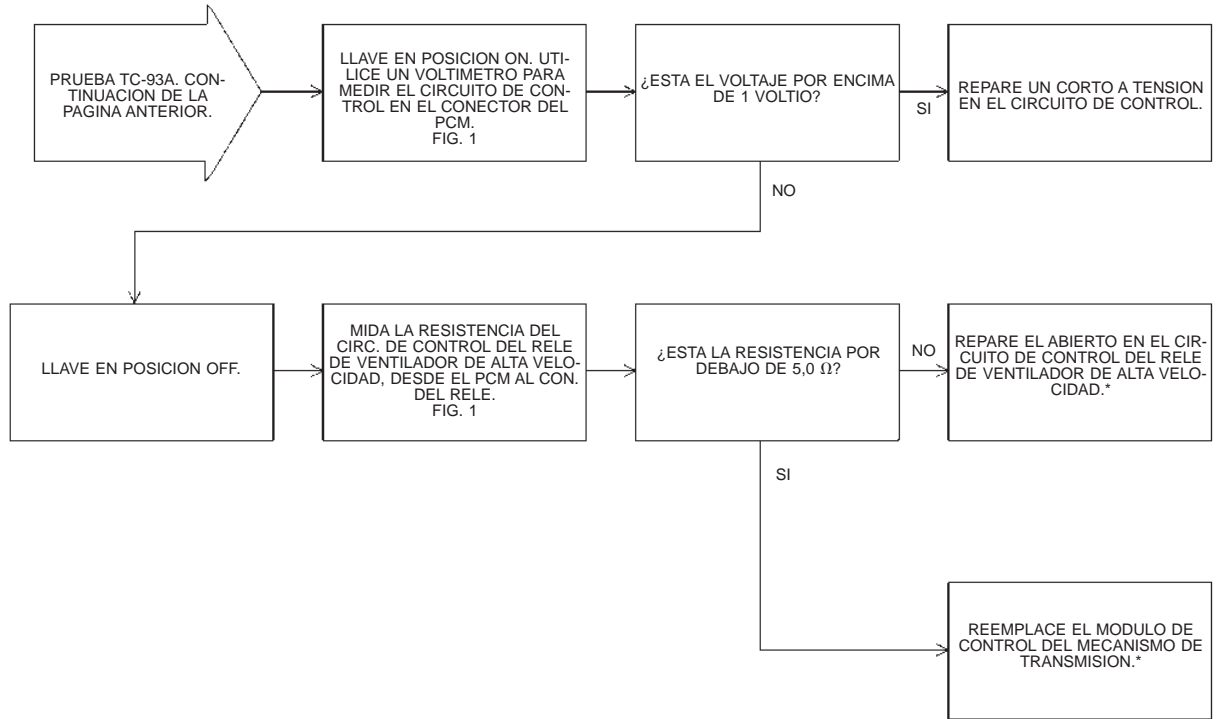 PRUEBA TC-93A. CON-
TINUACION DE LA
PAGINA ANTERIOR.
LLAVE EN POSICION ON. UTI-
LICE UN VOLTIMETRO PARA
MEDIR EL CIRCUITO DE CON-
TROL EN EL CONECTOR DEL
PCM.
FIG. 1
¿ESTA EL VOLTAJE POR ENCIMA
DE 1 VOLTIO?
SI
REPARE UN CORTO A TENSION
EN EL CIRCUITO DE CONTROL.
NO
LLAVE EN POSICION OFF.
MIDA LA RESISTENCIA DEL
CIRC. DE CONTROL DEL RELE
DE VENTILADOR DE ALTA VELO-
CIDAD, DESDE EL PCM AL CON.
DEL RELE.
FIG. 1
¿ESTA LA RESISTENCIA POR
DEBAJO DE 5,0 Ω?
NO
REPARE EL ABIERTO EN EL CIR-
CUITO DE CONTROL DEL RELE
DE VENTILADOR DE ALTA VELO-
CIDAD.*
SI
REEMPLACE EL MODULO DE
CONTROL DEL MECANISMO DE
TRANSMISION.*